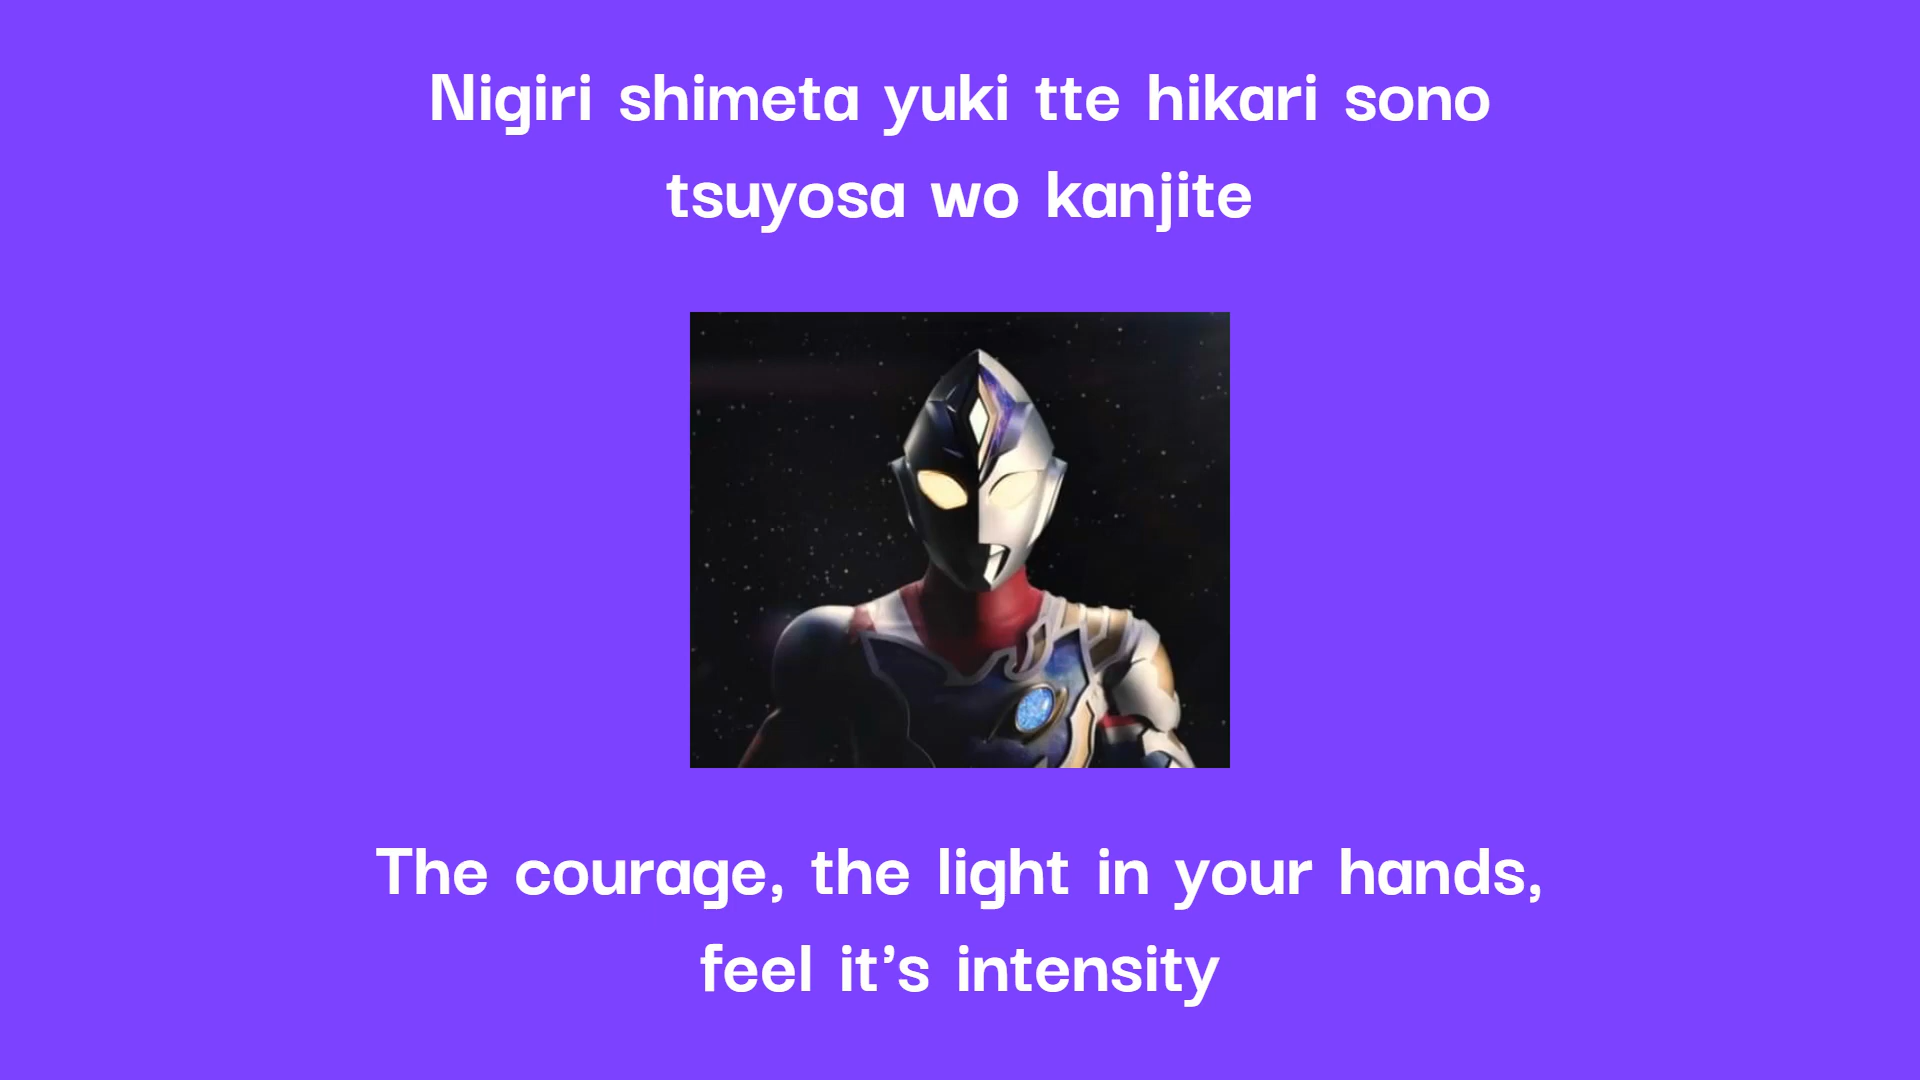 Nigiri shimeta yuki tte hikari sono
tsuyosa wo kanjite
The courage, the light in your hands,
feel it’s intensity